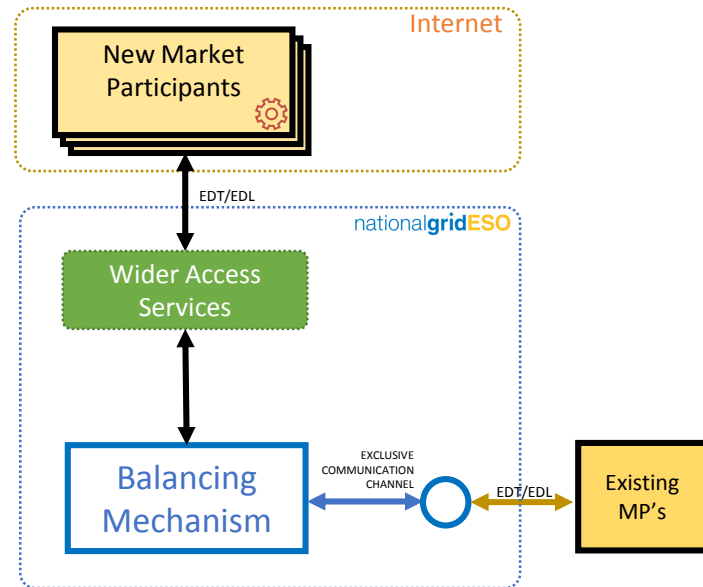 Internet
New Market
Participants
EDT/EDL
nationalgridESO
Wider Access
Services
Balancing
Mechanism
EXCLUSIVE
COMMUNICATION
CHANNEL
EDT/EDL
Existing
MP's